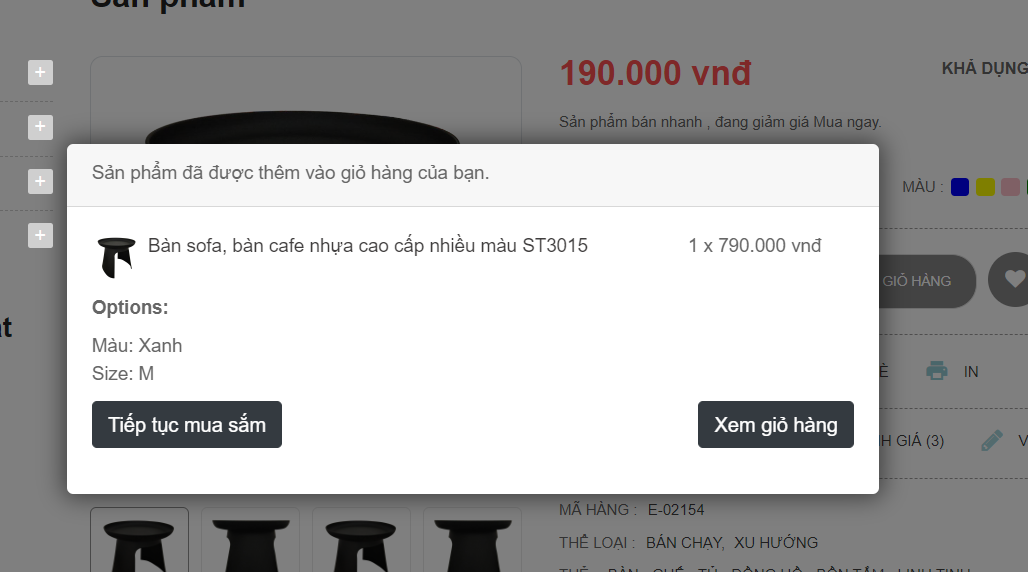 Sản phẩm
190.000 vnđ
KHẢ DỤNG
Sản phẩm bán nhanh , đang giảm giá Mua ngay.
Sản phẩm đã được thêm vào giỏ hàng của bạn.
MÀU :
Bàn sofa, bàn cafe nhựa cao cấp nhiều màu ST3015
1 x 790.000 vnđ
GIỎ HÀNG
Options:
Màu: Xanh
Size: M
IN
Tiếp tục mua sắm
Xem giỏ hàng
GIÁ (3)
MÃ HÀNG : E-02154
THỂ LOẠI : BÁN CHẠY, XU HƯỚNG